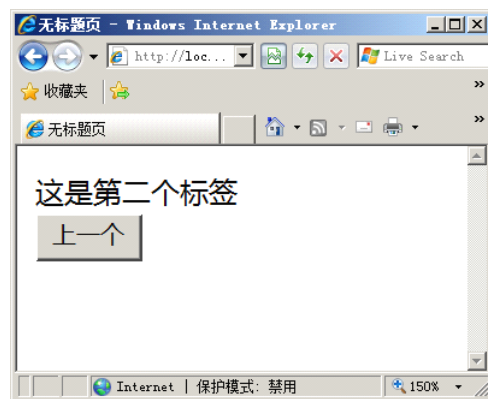 无标题页 - Windows Internet Explorer
http://loc... Live Search
收藏夹
无标题页
这是第二个标签
上一个
Internet | 保护模式: 禁用 150%